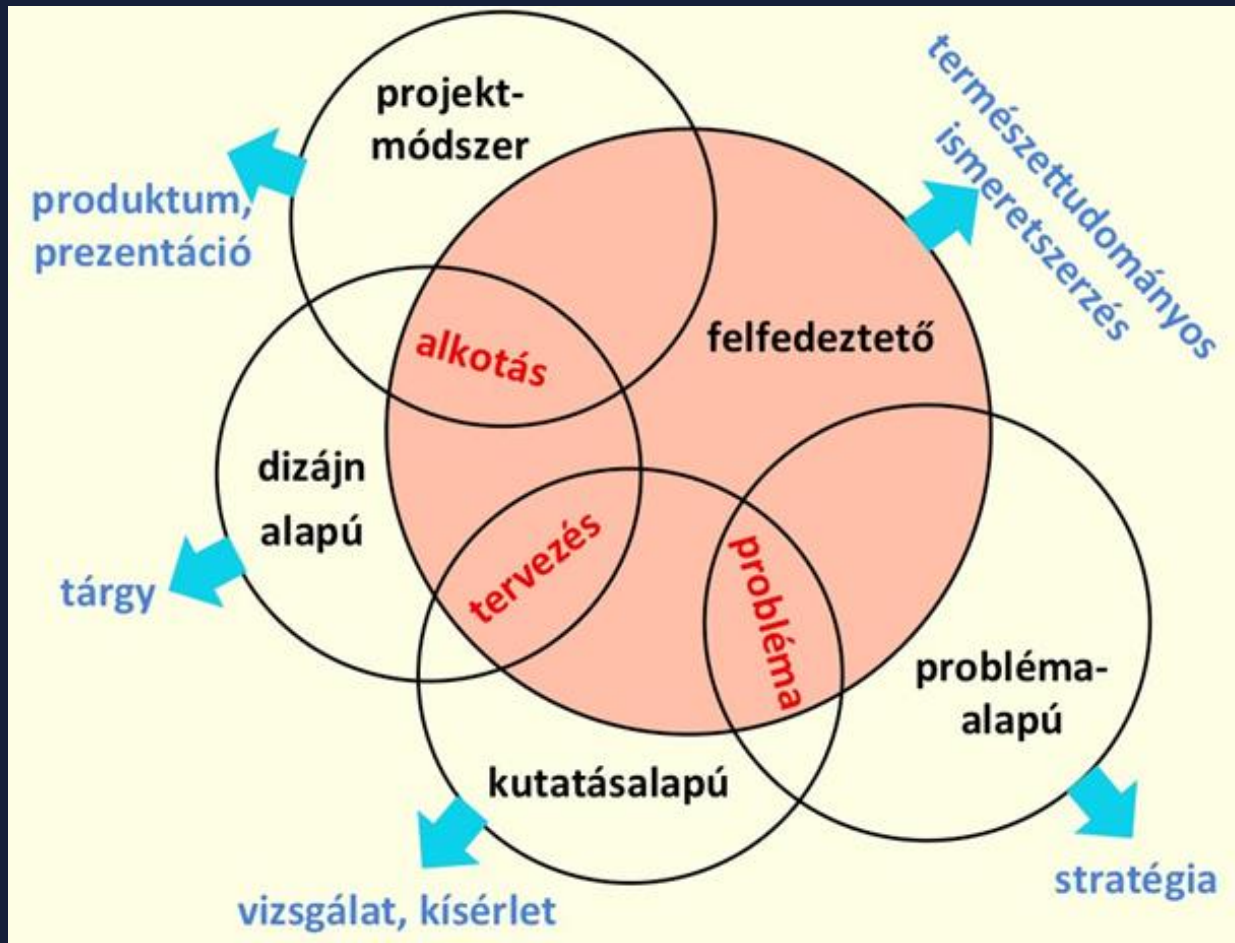 projekt-
módszer
természettudományos
ismeretszerzés
produktum,
prezentáció
felfedeztető
alkotás
dizájn
alapú
tervezés
probléma
tárgy
probléma-
alapú
kutatásalapú
stratégia
vizsgálat, kísérlet